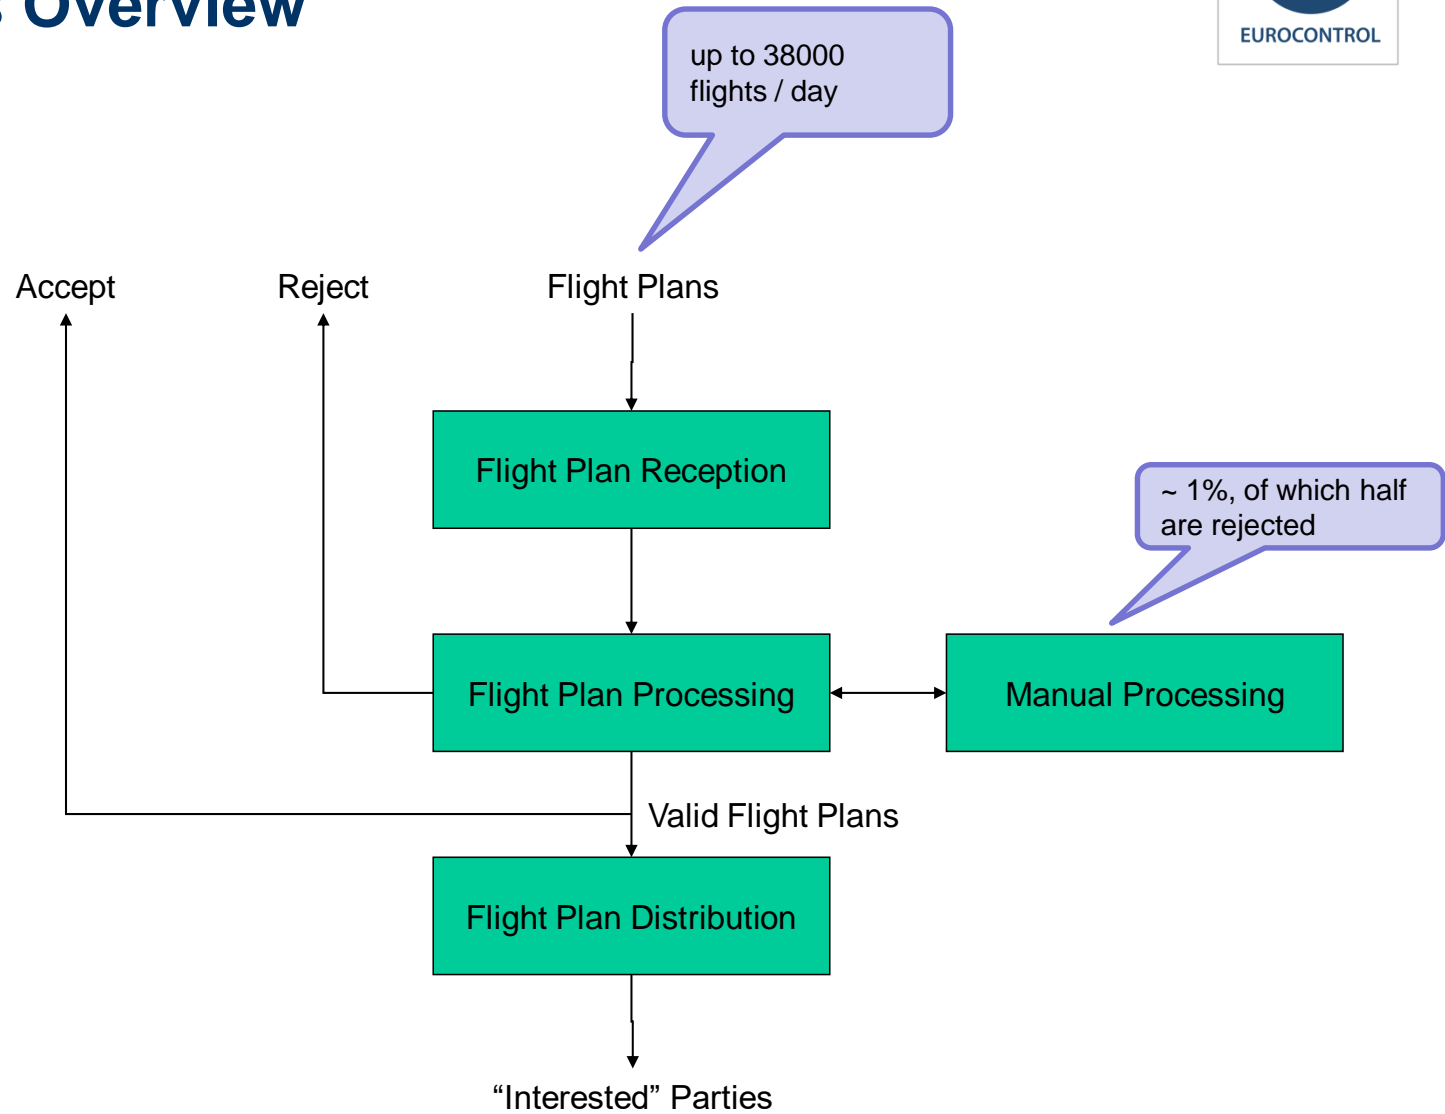 Overview
EUROCONTROL
up to 38000
flights / day
Accept
Reject
Flight Plans
Flight Plan Reception
~ 1%, of which half
are rejected
Flight Plan Processing
Manual Processing
Valid Flight Plans
Flight Plan Distribution
“Interested” Parties